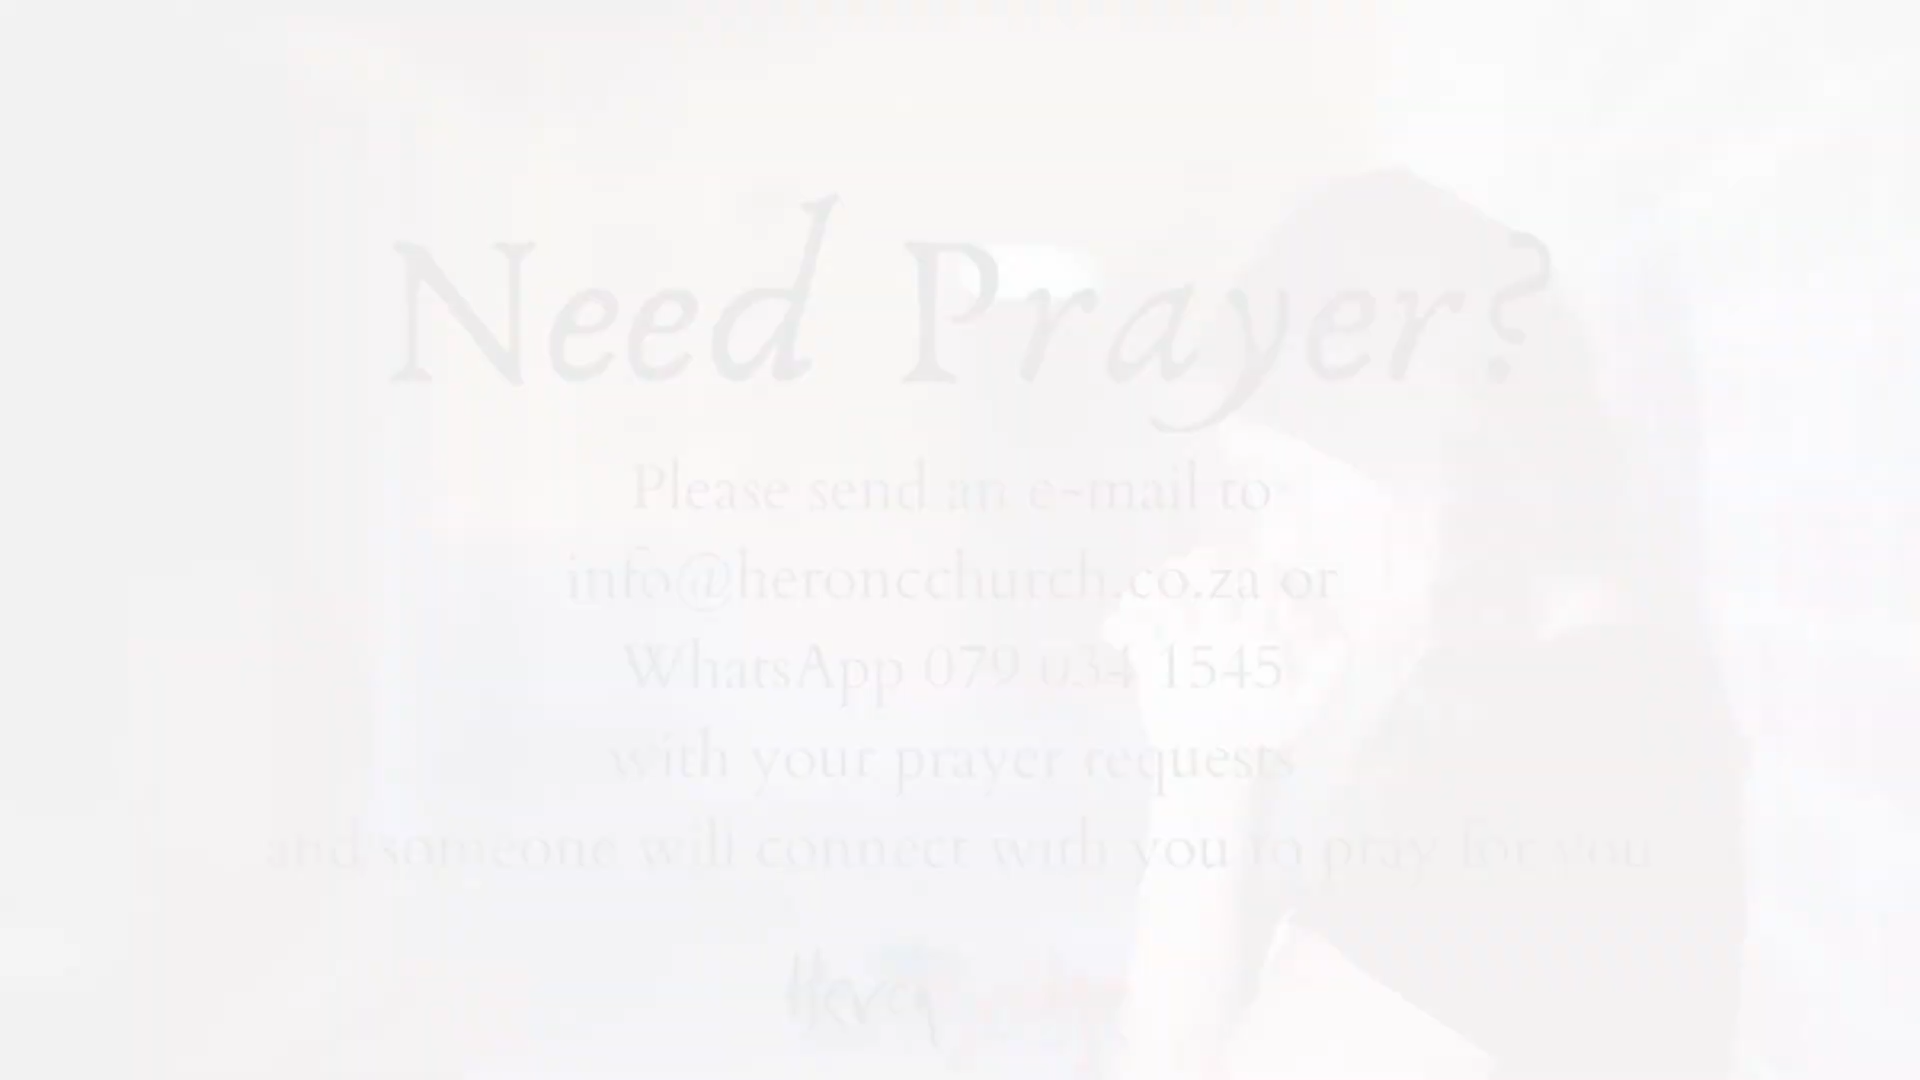 Need Prayer?
Please send an e-mail to
info@heroncchurch.co.za or
WhatsApp 079 034 1545
with your prayer requests
and someone will connect with you to pray for you